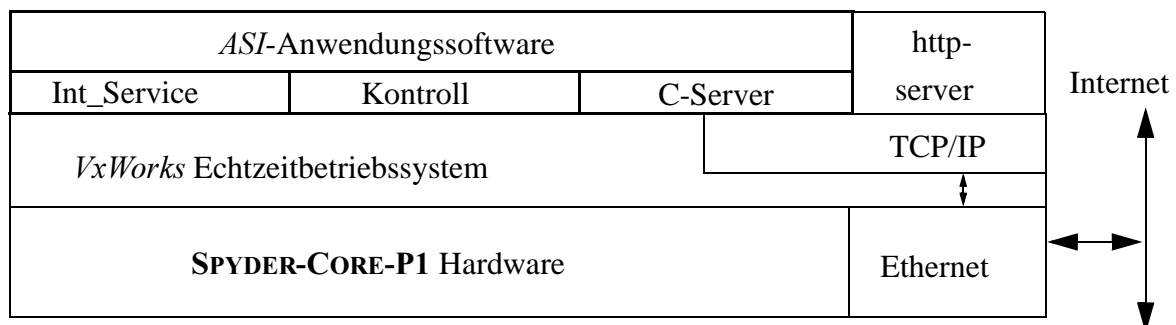 ASI-Anwendungssoftware
http-
server
Int_Service
Kontroll
C-Server
Internet
TCP/IP
VxWorks Echtzeitbetriebssystem
SPYDER-CORE-P1 Hardware
Ethernet